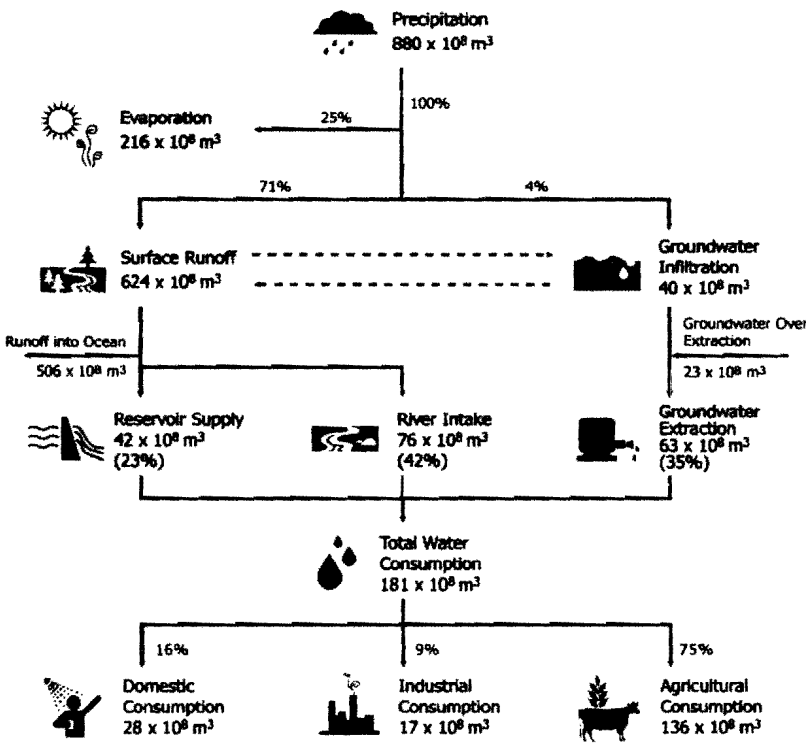 Precipitation
880 x 10⁸ m³
100%
25%
Evaporation
216 x 10⁸ m³
71%
4%
Surface Runoff
624 x 10⁸ m³
Groundwater
Infiltration
40 x 10⁸ m³
Runoff into Ocean
506 x 10⁸ m³
Groundwater Over
Extraction
23 x 10⁸ m³
Reservoir Supply
42 x 10⁸ m³
(23%)
River Intake
76 x 10⁸ m³
(42%)
Groundwater
Extraction
63 x 10⁸ m³
(35%)
Total Water
Consumption
181 x 10⁸ m³
16%
9%
75%
Domestic
Consumption
28 x 10⁸ m³
Industrial
Consumption
17 x 10⁸ m³
Agricultural
Consumption
136 x 10⁸ m³